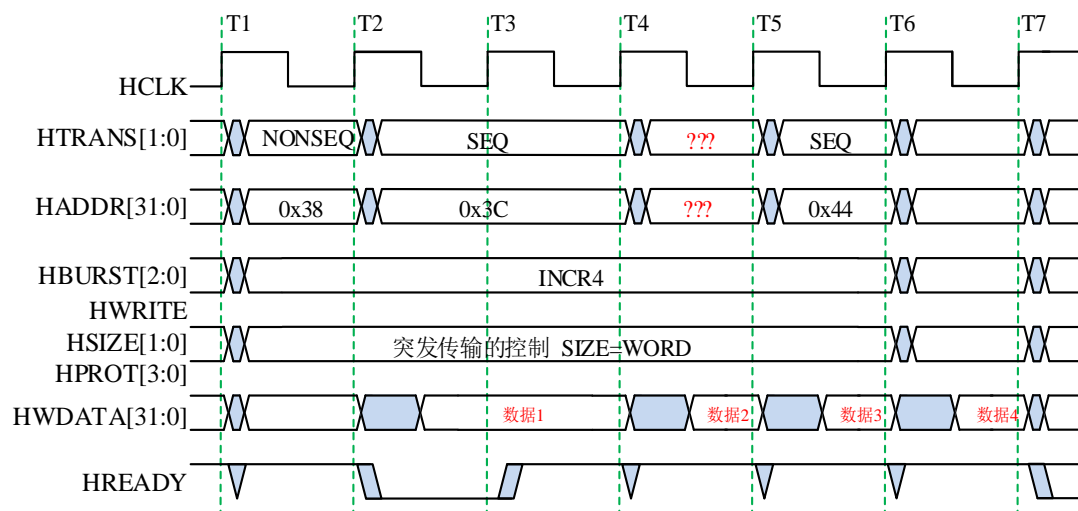 T1 T2 T3 T4 T5 T6 T7
HCLK
HTRANS[1:0] NONSEQ SEQ ??? SEQ
HADDR[31:0] 0x38 0x3C ??? 0x44
HBURST[2:0] INCR4
HWRITE
HSIZE[1:0] 突发传输的控制 SIZE=WORD
HPROT[3:0]
HWDATA[31:0] 数据1 数据2 数据3 数据4
HREADY